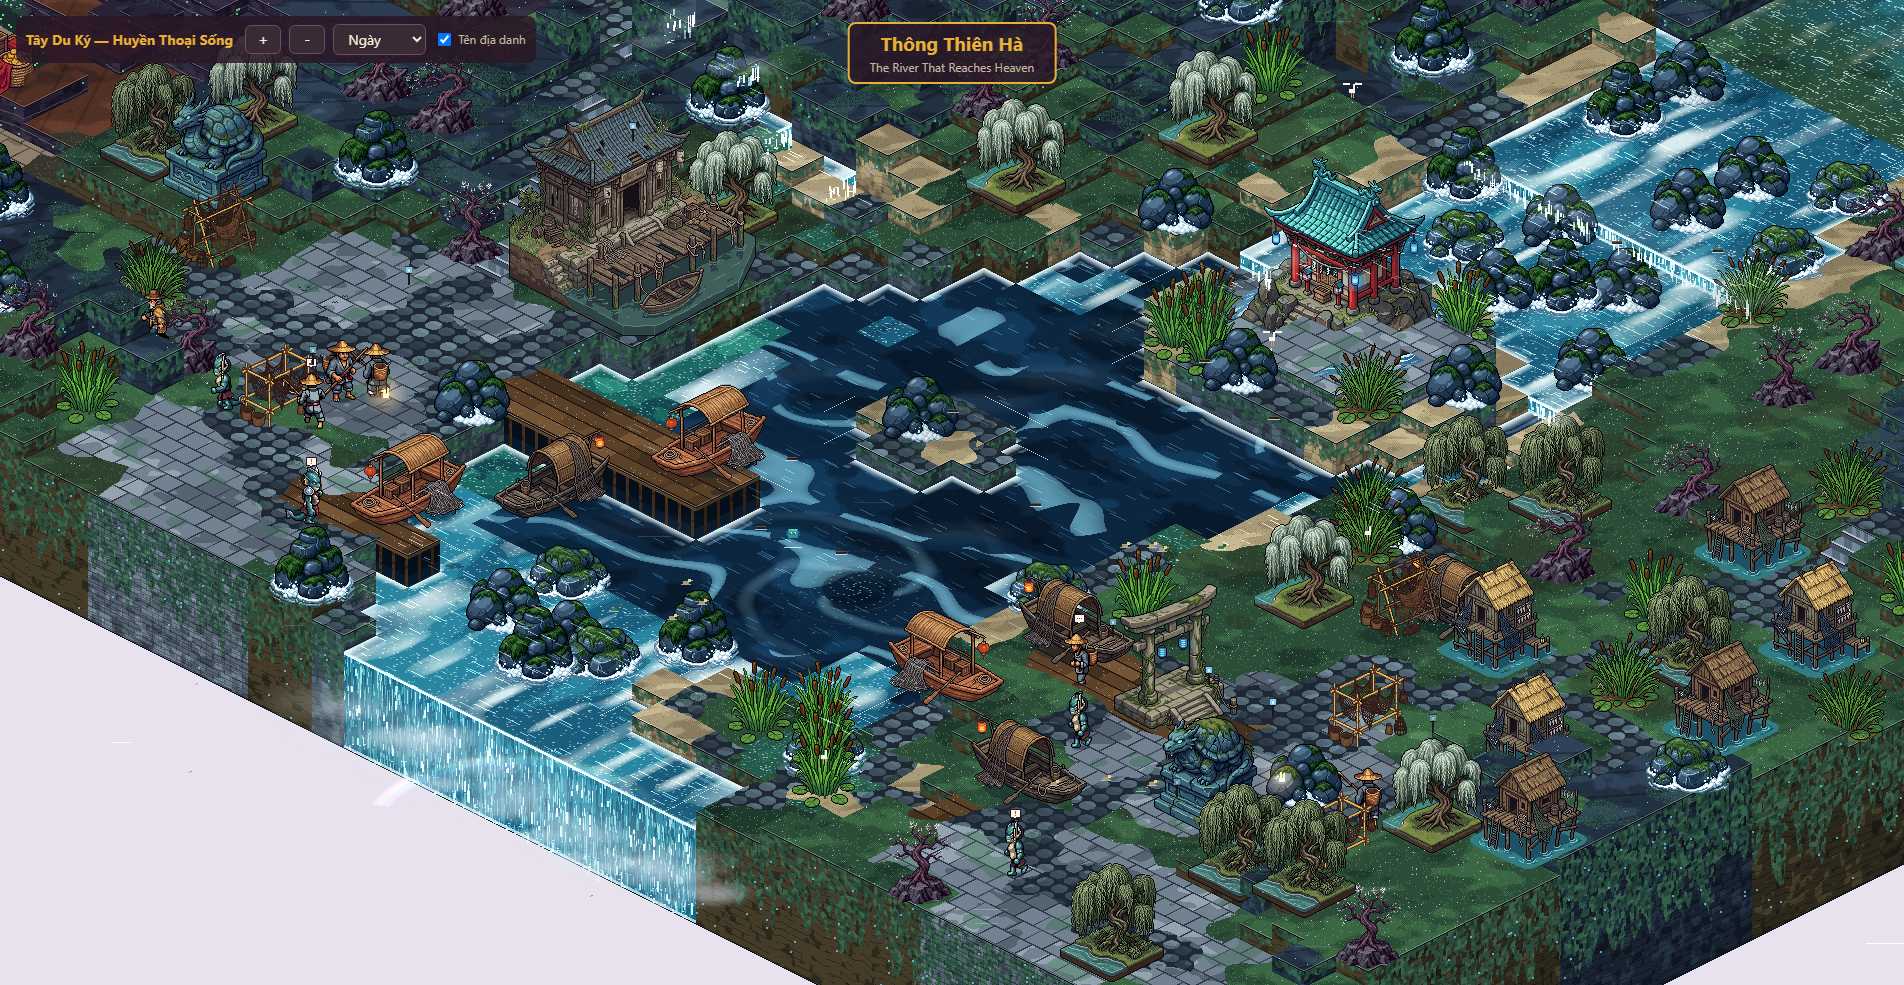 Tây Du Ký — Huyền Thoại Sống
+
-
Ngày
Tên địa danh
Thông Thiên Hà
The River That Reaches Heaven